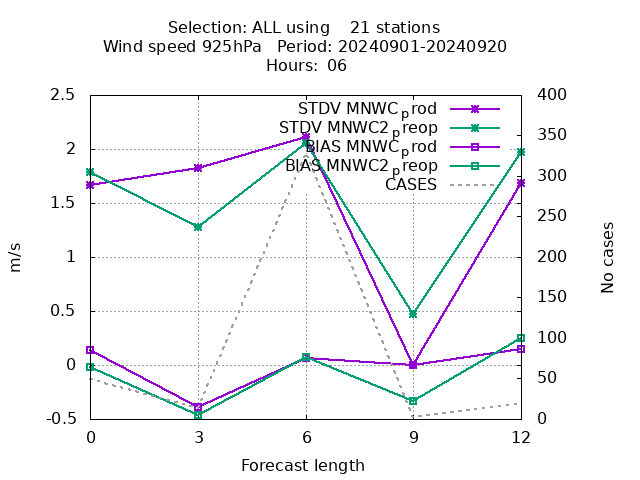 Selection: ALL using    21 stations
Wind speed 925hPa   Period: 20240901-20240920
Hours: 06
2.5
2
1.5
1
0.5
0
-0.5
400
350
300
250
200
150
100
50
0
STDV MNWC_prod
STDV MNWC2_preop
BIAS MNWC_prod
BIAS MNWC2_preop
CASES
m/s
No cases
0 3 6 9 12
Forecast length